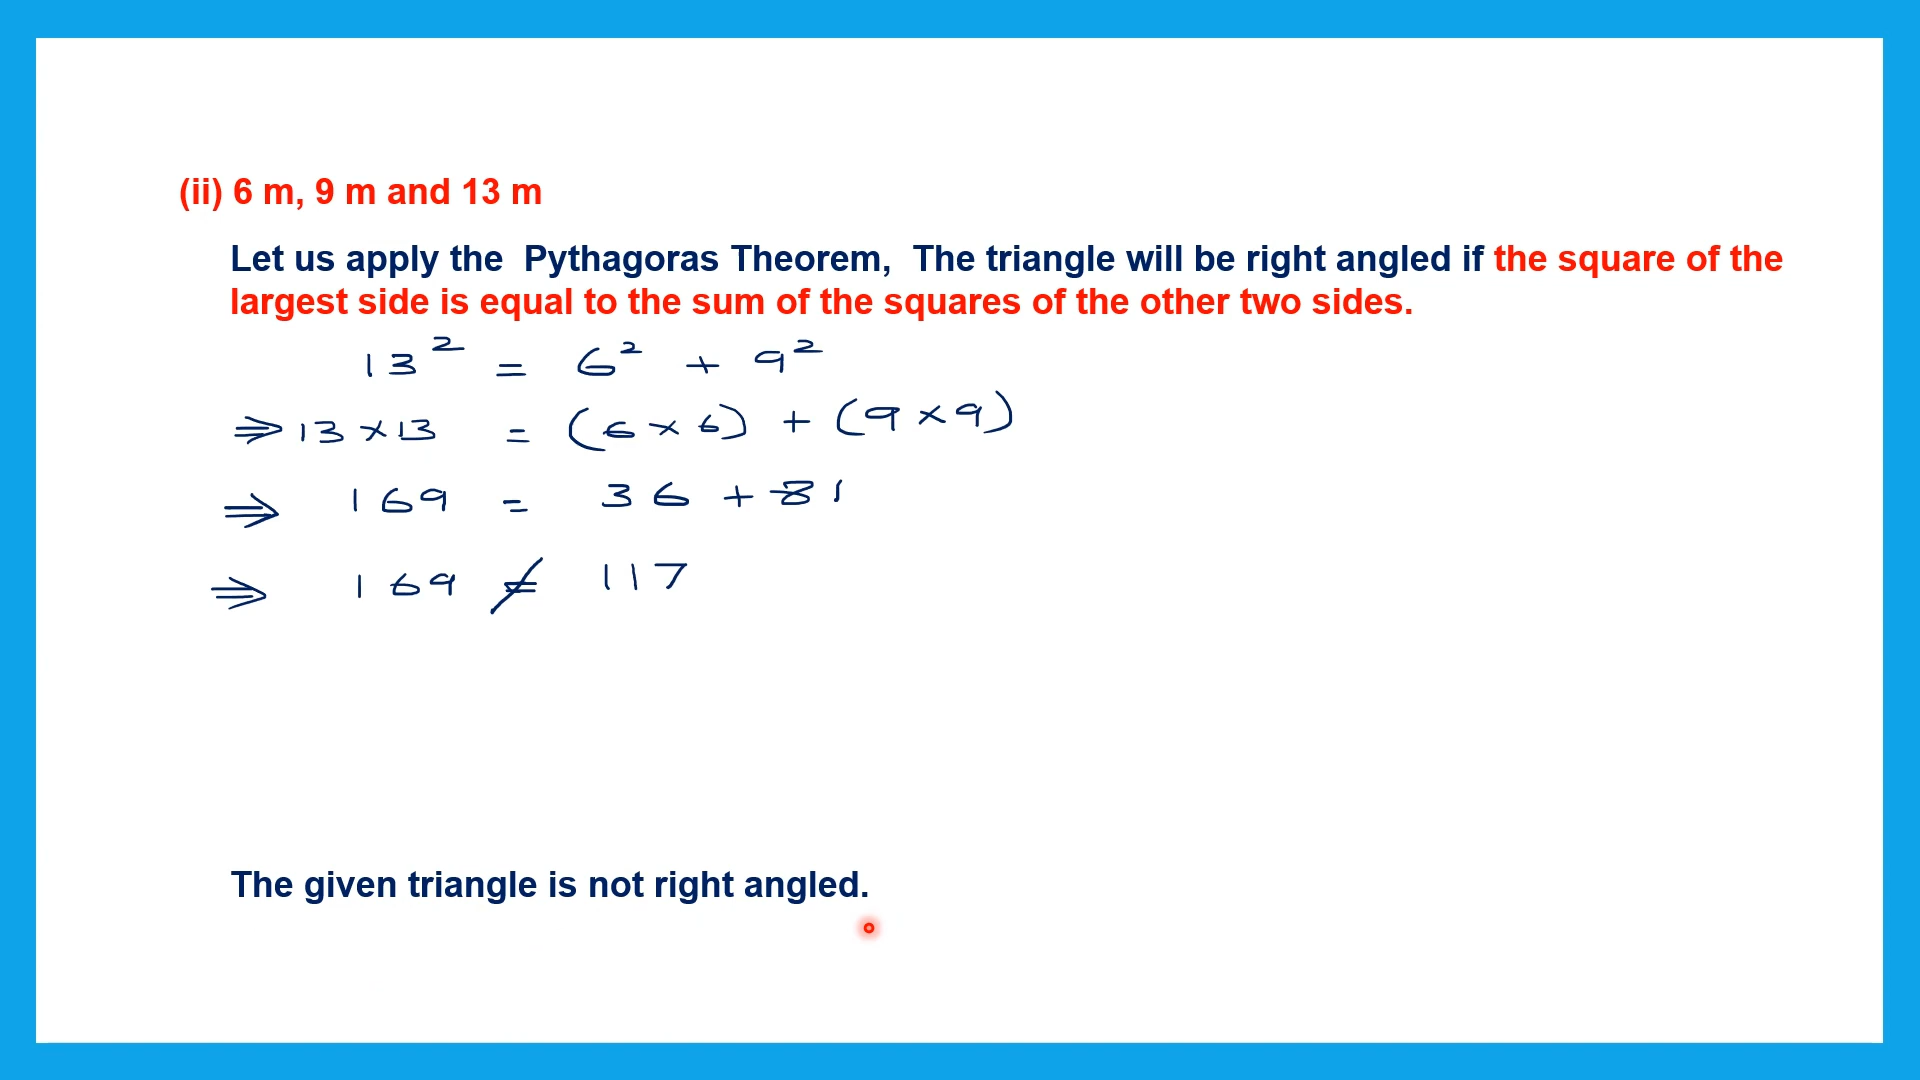 (ii) 6 m, 9 m and 13 m
Let us apply the Pythagoras Theorem, The triangle will be right angled if the square of the
largest side is equal to the sum of the squares of the other two sides.
13² = 6² + 9²
⇒ 13 × 13 = (6 × 6) + (9 × 9)
⇒ 169 = 36 + 81
⇒ 169 ≠ 117
The given triangle is not right angled.